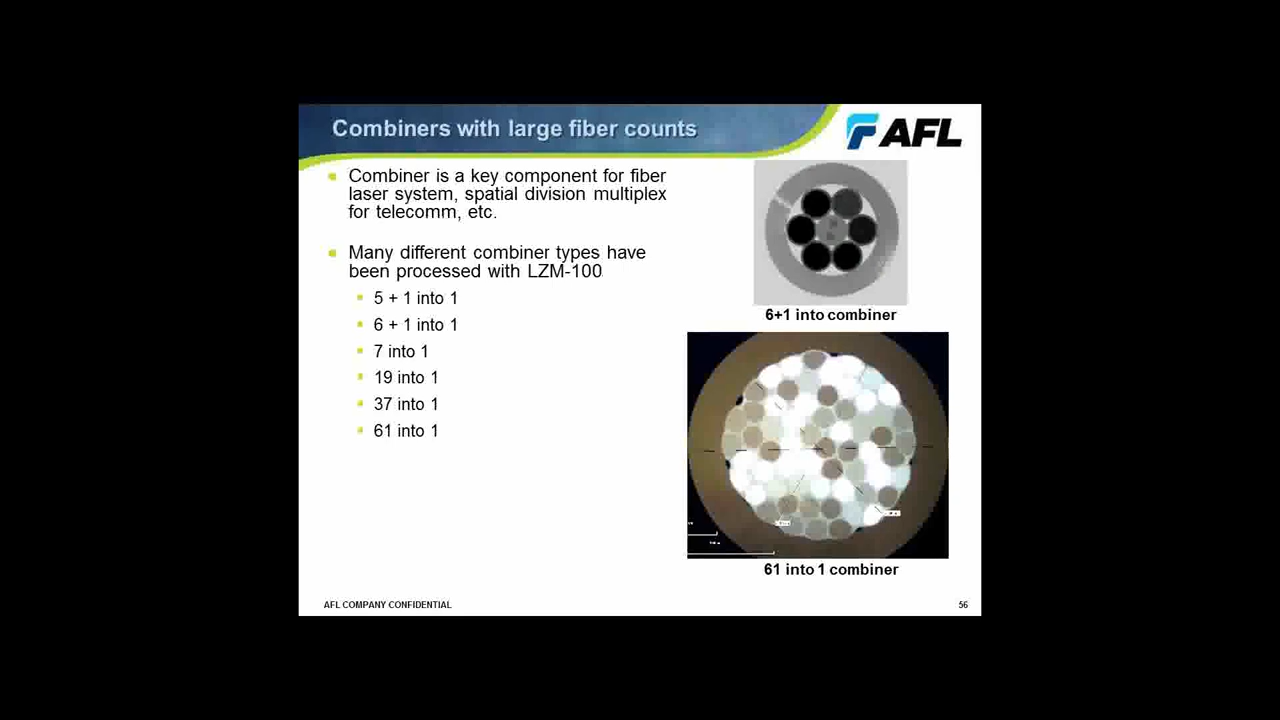 Combiners with large fiber counts
AFL
Combiner is a key component for fiber
laser system, spatial division multiplex
for telecomm, etc.
Many different combiner types have
been processed with LZM-100
5 + 1 into 1
6 + 1 into 1
7 into 1
19 into 1
37 into 1
61 into 1
6+1 into combiner
61 into 1 combiner
AFL COMPANY CONFIDENTIAL
56